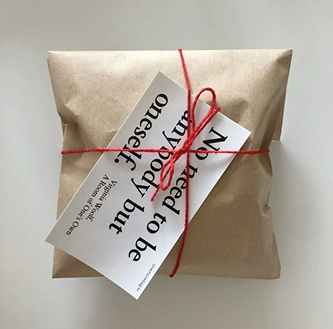 No need to be
anybody but
oneself.
Virginia Woolf,
A Room of One's Own